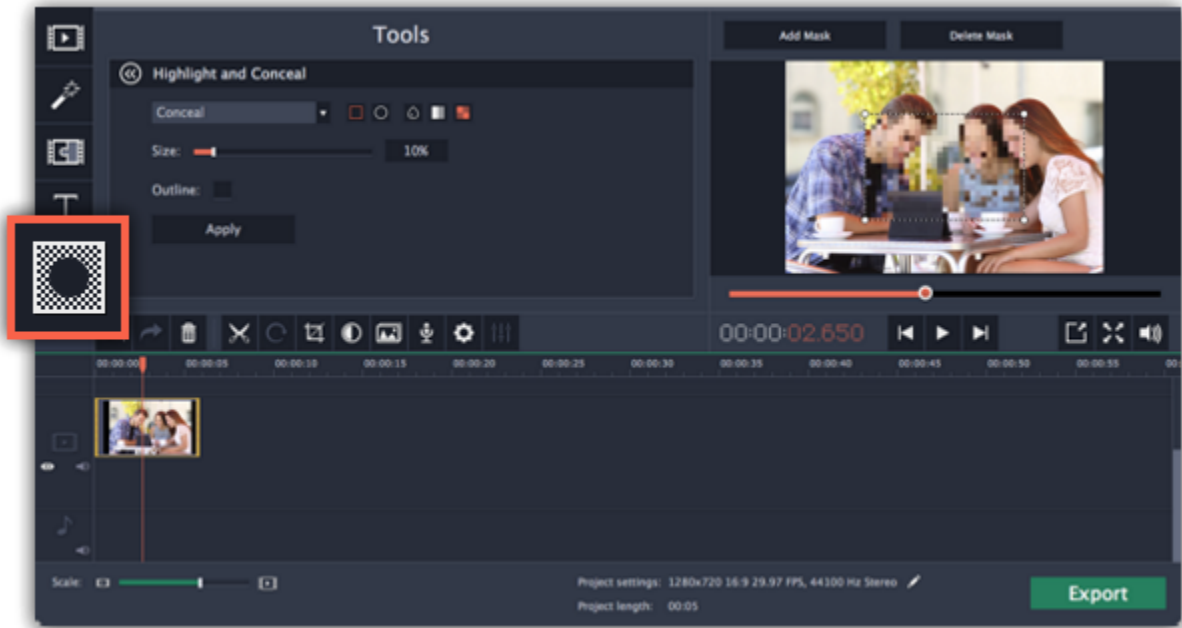 Tools
Add Mask
Delete Mask
Highlight and Conceal
Conceal
Size:
10%
Outline:
T
Apply
00:00:02.650
00:00:00
00:00:05
00:00:10
00:00:15
00:00:20
00:00:25
00:00:30
00:00:35
00:00:40
00:00:45
00:00:50
00:00:55
00:
Scale:
Project settings: 1280x720 16:9 29.97 FPS, 44100 Hz Stereo
Project length: 00:05
Export